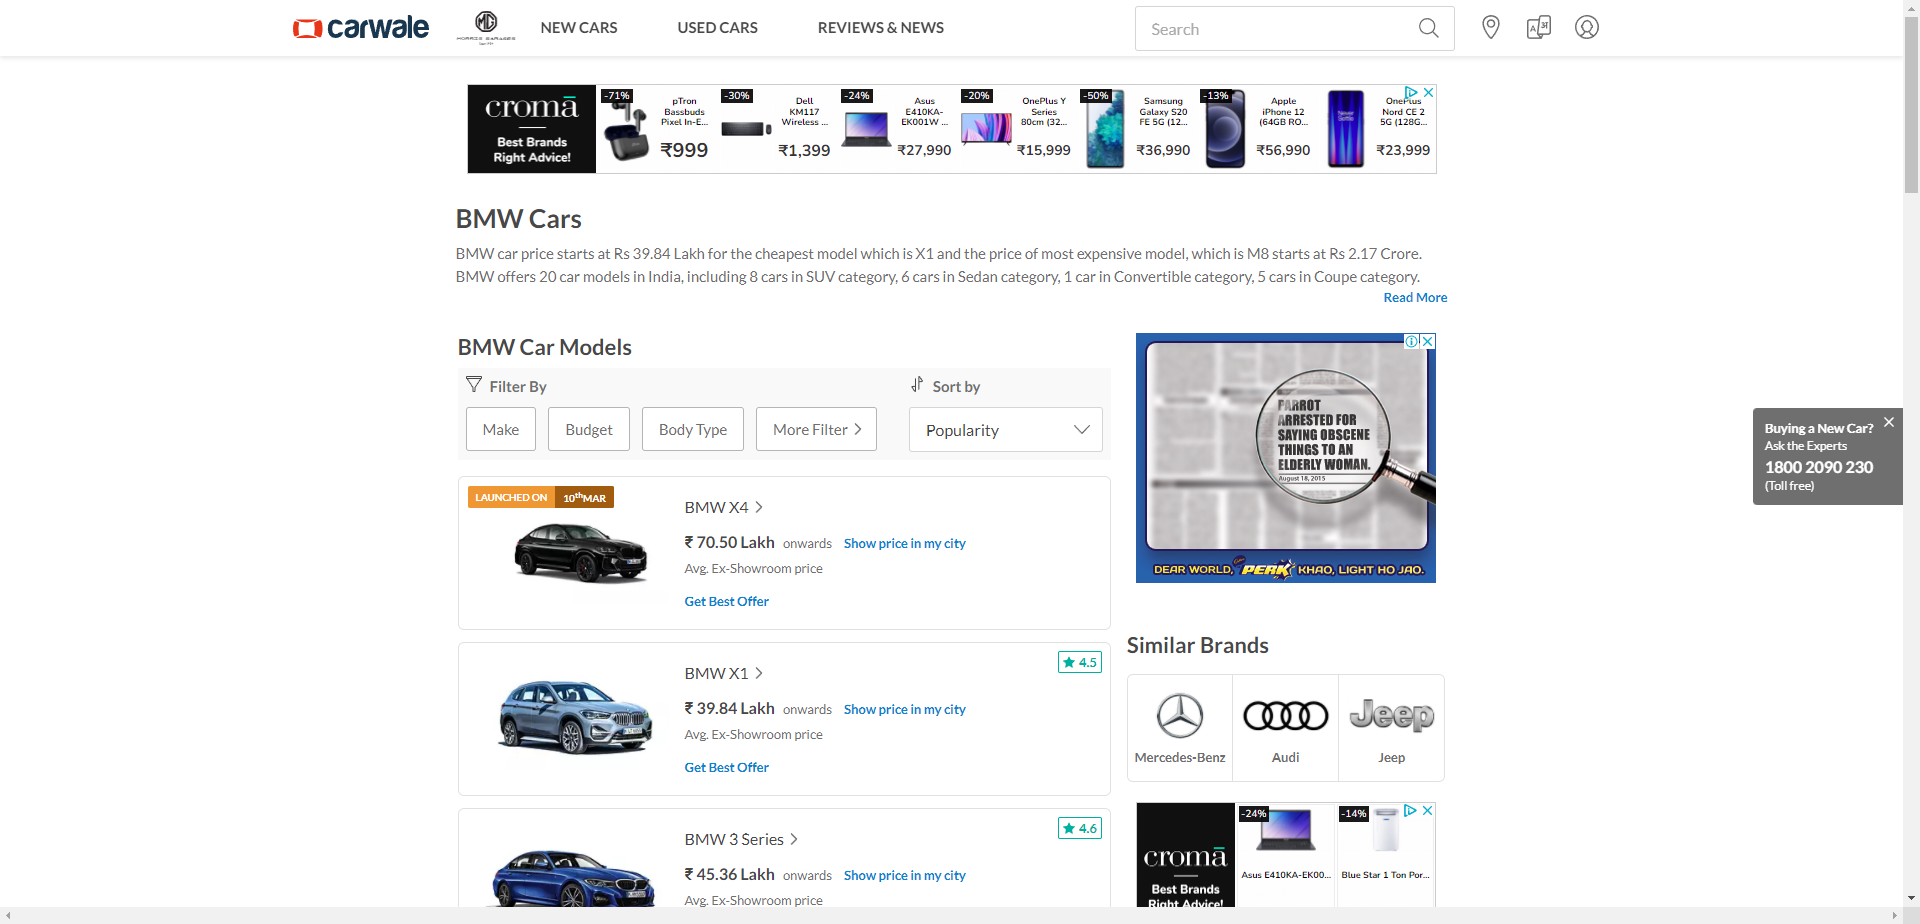 carwale
MORRIS GARAGES
NEW CARS
USED CARS
REVIEWS & NEWS
Search
cromā
Best Brands
Right Advice!
-71%
pTron
Bassbuds
Pixel In-E...
₹999
-30%
Dell
KM117
Wireless ...
₹1,399
-24%
Asus
E410KA-
EK001W ...
₹27,990
-20%
OnePlus Y
Series
80cm (32...
₹15,999
-50%
Samsung
Galaxy S20
FE 5G (12...
₹36,990
-13%
Apple
iPhone 12
(64GB RO...
₹56,990
OnePlus
Nord CE 2
5G (128G...
₹23,999
BMW Cars
BMW car price starts at Rs 39.84 Lakh for the cheapest model which is X1 and the price of most expensive model, which is M8 starts at Rs 2.17 Crore.
BMW offers 20 car models in India, including 8 cars in SUV category, 6 cars in Sedan category, 1 car in Convertible category, 5 cars in Coupe category.
Read More
BMW Car Models
Filter By
Sort by
Make
Budget
Body Type
More Filter
Popularity
LAUNCHED ON 10thMAR
BMW X4
₹ 70.50 Lakh onwards Show price in my city
Avg. Ex-Showroom price
Get Best Offer
BMW X1
4.5
₹ 39.84 Lakh onwards Show price in my city
Avg. Ex-Showroom price
Get Best Offer
BMW 3 Series
4.6
₹ 45.36 Lakh onwards Show price in my city
Avg. Ex-Showroom price
PARROT
ARRESTED FOR
SAYING OBSCENE
THINGS TO AN
ELDERLY WOMAN.
August 18, 2015
DEAR WORLD, PERK KHAO, LIGHT HO JAO.
Buying a New Car?
Ask the Experts
1800 2090 230
(Toll free)
Similar Brands
Jeep
Mercedes-Benz
Audi
Jeep
cromā
Best Brands
Right Advice!
-24%
Asus E410KA-EK00...
-14%
Blue Star 1 Ton Por...